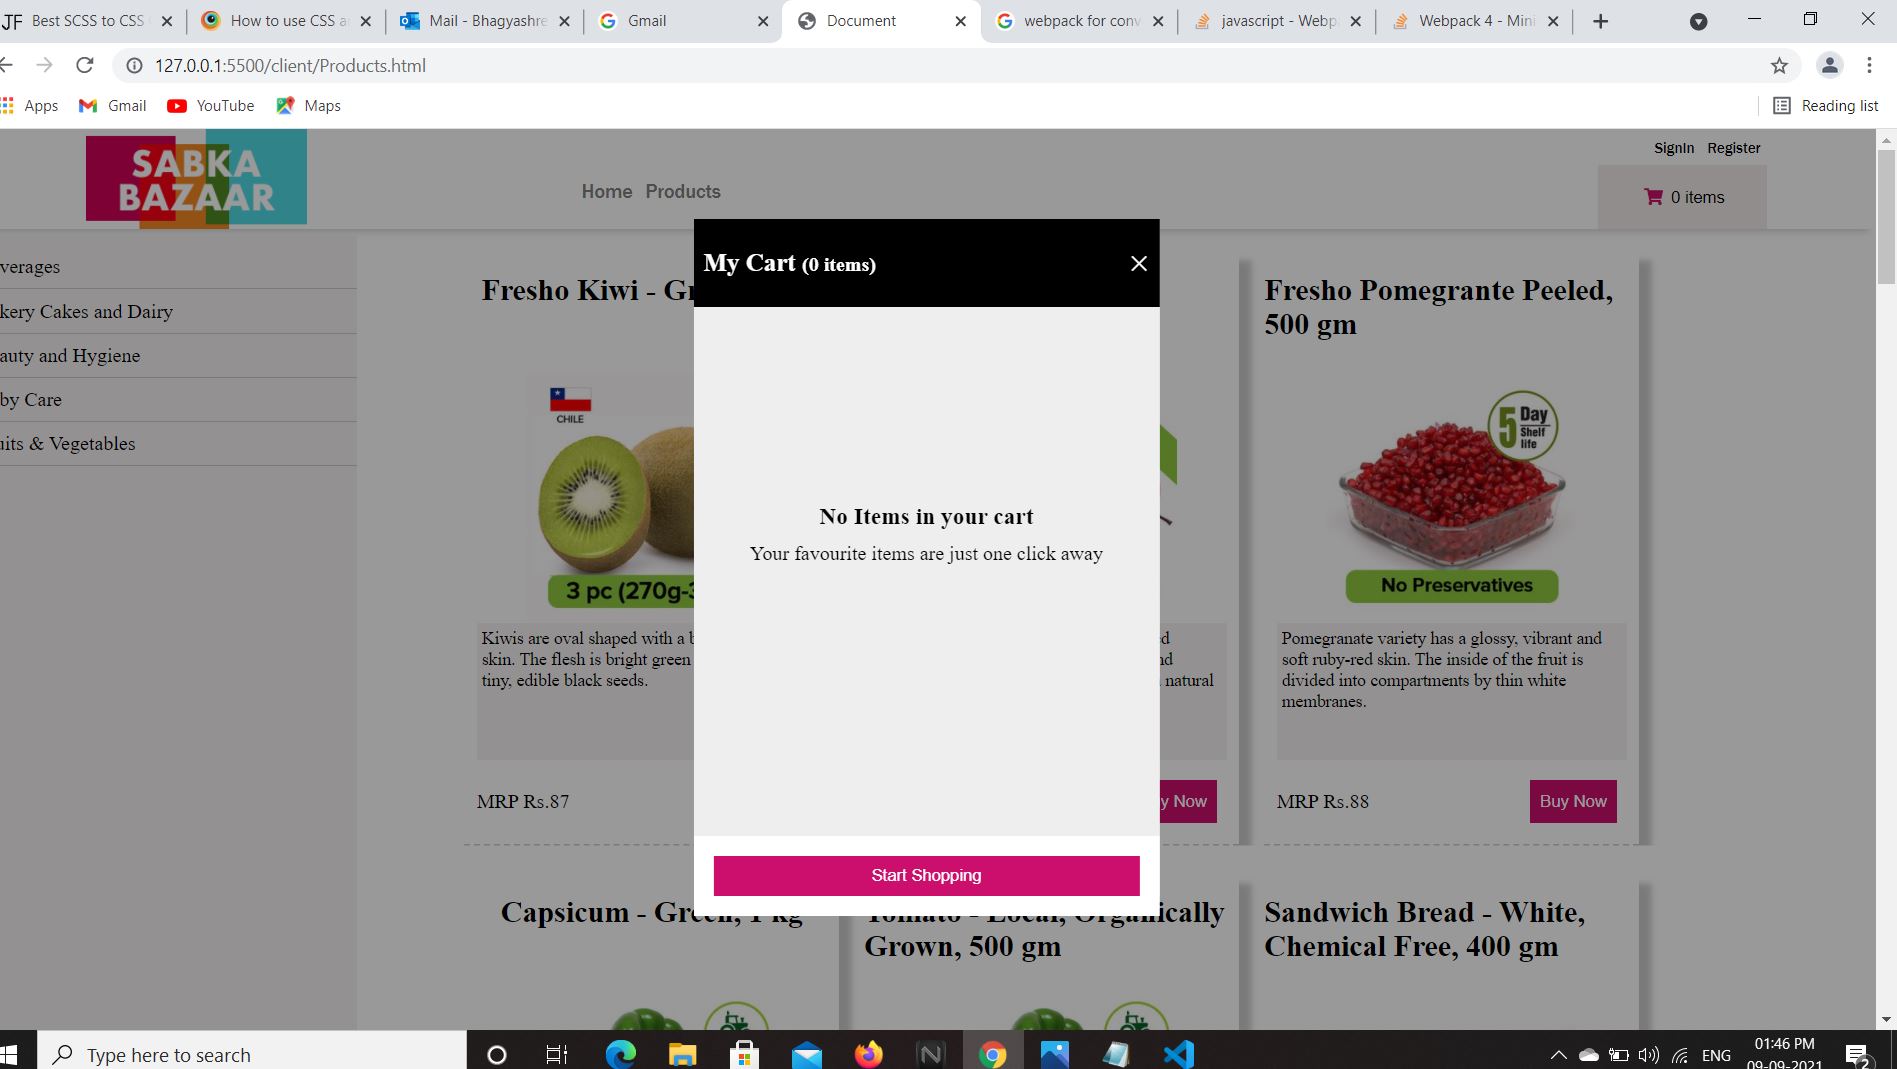 JF Best SCSS to CSS
How to use CSS a
Mail - Bhagyashre
Gmail
Document
webpack for conv
javascript - Webp
Webpack 4 - Mini
127.0.0.1:5500/client/Products.html
Apps
Gmail
YouTube
Maps
Reading list
SABKA
BAZAAR
Home Products
SignIn Register
0 items
verages
kery Cakes and Dairy
auty and Hygiene
by Care
uits & Vegetables
My Cart (0 items)
No Items in your cart
Your favourite items are just one click away
Start Shopping
Fresho Kiwi - Gr
CHILE
3 pc (270g-3
Kiwis are oval shaped with a b
skin. The flesh is bright green
tiny, edible black seeds.
MRP Rs.87
d
nd
natural
y Now
Fresho Pomegrante Peeled,
500 gm
5 Day
Shelf
life
No Preservatives
Pomegranate variety has a glossy, vibrant and
soft ruby-red skin. The inside of the fruit is
divided into compartments by thin white
membranes.
MRP Rs.88
Buy Now
Capsicum - Green, 1 kg
Tomato - Local, Organically
Grown, 500 gm
Sandwich Bread - White,
Chemical Free, 400 gm
Type here to search
ENG
01:46 PM
09-09-2021
2